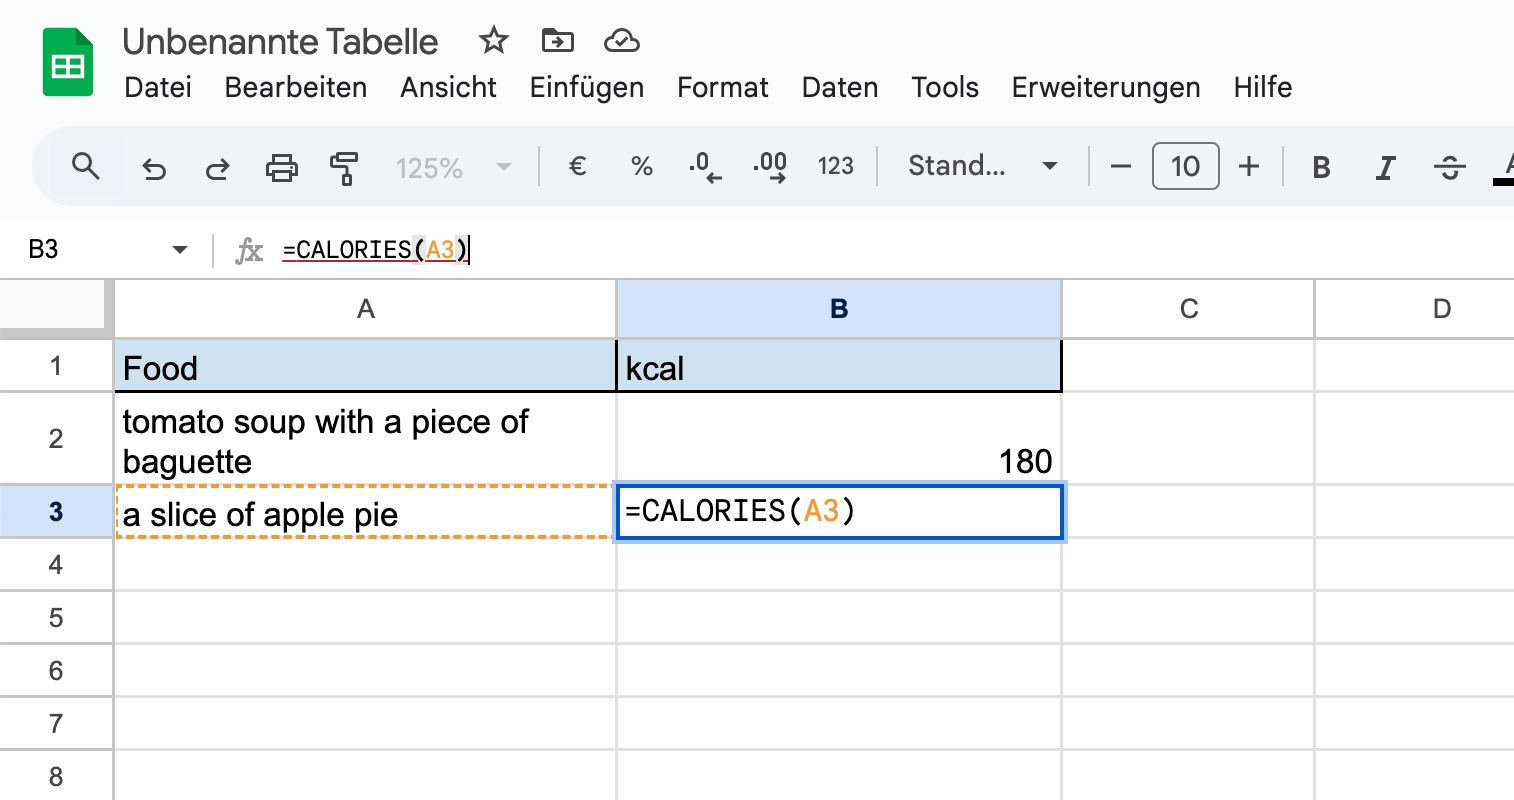 Unbenannte Tabelle
Datei Bearbeiten Ansicht Einfügen Format Daten Tools Erweiterungen Hilfe
125% € % .0 .00 123 Stand... − 10 + B I S A
B3 fx =CALORIES(A3)
A B C D
1 Food kcal
2 tomato soup with a piece of
baguette 180
3 a slice of apple pie =CALORIES(A3)
4
5
6
7
8